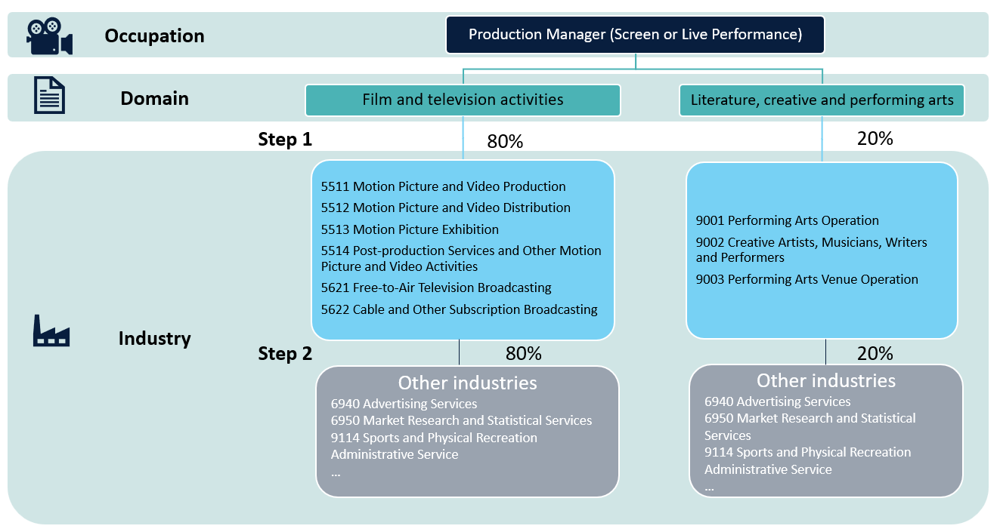 Occupation
Production Manager (Screen or Live Performance)
Domain
Film and television activities
Literature, creative and performing arts
Step 1
80%
20%
5511 Motion Picture and Video Production
5512 Motion Picture and Video Distribution
5513 Motion Picture Exhibition
5514 Post-production Services and Other Motion
Picture and Video Activities
5621 Free-to-Air Television Broadcasting
5622 Cable and Other Subscription Broadcasting
9001 Performing Arts Operation
9002 Creative Artists, Musicians, Writers
and Performers
9003 Performing Arts Venue Operation
Industry
Step 2
80%
20%
Other industries
6940 Advertising Services
6950 Market Research and Statistical Services
9114 Sports and Physical Recreation
Administrative Service
...
Other industries
6940 Advertising Services
6950 Market Research and Statistical
Services
9114 Sports and Physical Recreation
Administrative Service
...